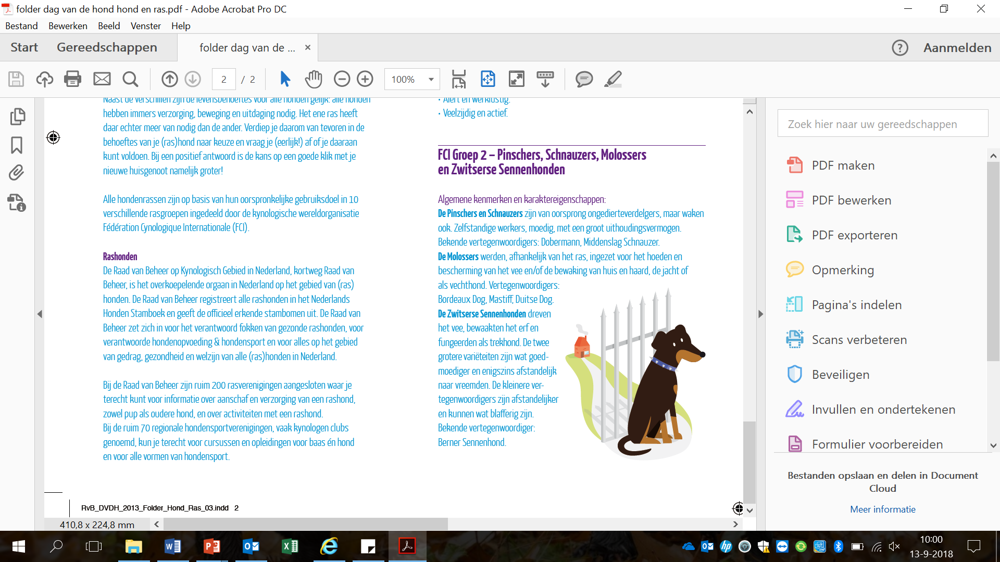 folder dag van de hond hond en ras.pdf - Adobe Acrobat Pro DC
Bestand Bewerken Beeld Venster Help
Start Gereedschappen folder dag van de ... × ? Aanmelden
2 / 2 100%
Naast de verschillen zijn de levensbehoeftes voor alle honden gelijk: alle honden
hebben immers verzorging, beweging en uitdaging nodig. Het ene ras heeft
daar echter meer van nodig dan de ander. Verdiep je daarom van tevoren in de
behoeftes van je (ras)hond naar keuze en vraag je (eerlijk!) af of je daaraan
kunt voldoen. Bij een positief antwoord is de kans op een goede klik met je
nieuwe huisgenoot namelijk groter!
Alle hondenrassen zijn op basis van hun oorspronkelijke gebruiksdoel in 10
verschillende rasgroepen ingedeeld door de kynologische wereldorganisatie
Fédération Cynologique Internationale (FCI).
Rashonden
De Raad van Beheer op Kynologisch Gebied in Nederland, kortweg Raad van
Beheer, is het overkoepelende orgaan in Nederland op het gebied van (ras)
honden. De Raad van Beheer registreert alle rashonden in het Nederlands
Honden Stamboek en geeft de officieel erkende stambomen uit. De Raad van
Beheer zet zich in voor het verantwoord fokken van gezonde rashonden, voor
verantwoorde hondenopvoeding & hondensport en voor alles op het gebied
van gedrag, gezondheid en welzijn van alle (ras)honden in Nederland.
Bij de Raad van Beheer zijn ruim 200 rasverenigingen aangesloten waar je
terecht kunt voor informatie over aanschaf en verzorging van een rashond,
zowel pup als oudere hond, en over activiteiten met een rashond.
Bij de ruim 70 regionale hondensportverenigingen, vaak kynologen clubs
genoemd, kun je terecht voor cursussen en opleidingen voor baas én hond
en voor alle vormen van hondensport.
• Alert en werklustig.
• Veelzijdig en actief.
FCI Groep 2 – Pinschers, Schnauzers, Molossers
en Zwitserse Sennenhonden
Algemene kenmerken en karaktereigenschappen:
De Pinschers en Schnauzers zijn van oorsprong ongedierteverdelgers, maar waken
ook. Zelfstandige werkers, moedig, met een groot uithoudingsvermogen.
Bekende vertegenwoordigers: Dobermann, Middenslag Schnauzer.
De Molossers werden, afhankelijk van het ras, ingezet voor het hoeden en
bescherming van het vee en/of de bewaking van huis en haard, de jacht of
als vechthond. Vertegenwoordigers:
Bordeaux Dog, Mastiff, Duitse Dog.
De Zwitserse Sennenhonden dreven
het vee, bewaakten het erf en
fungeerden als trekhond. De twee
grotere variëteiten zijn wat goed-
moediger en enigszins afstandelijk
naar vreemden. De kleinere ver-
tegenwoordigers zijn afstandelijker
en kunnen wat blafferig zijn.
Bekende vertegenwoordiger:
Berner Sennenhond.
RvB_DVDH_2013_Folder_Hond_Ras_03.indd 2
410,8 x 224,8 mm
Zoek hier naar uw gereedschappen
PDF maken
PDF bewerken
PDF exporteren
Opmerking
Pagina's indelen
Scans verbeteren
Beveiligen
Invullen en ondertekenen
Formulier voorbereiden
Bestanden opslaan en delen in Document
Cloud
Meer informatie
10:00
13-9-2018